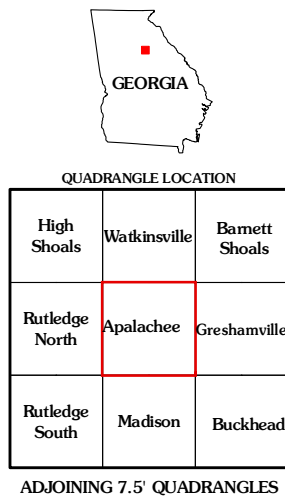 GEORGIA
QUADRANGLE LOCATION
High
Shoals
Watkinsville
Barnett
Shoals
Rutledge
North
Apalachee
Greshamville
Rutledge
South
Madison
Buckhead
ADJOINING 7.5' QUADRANGLES